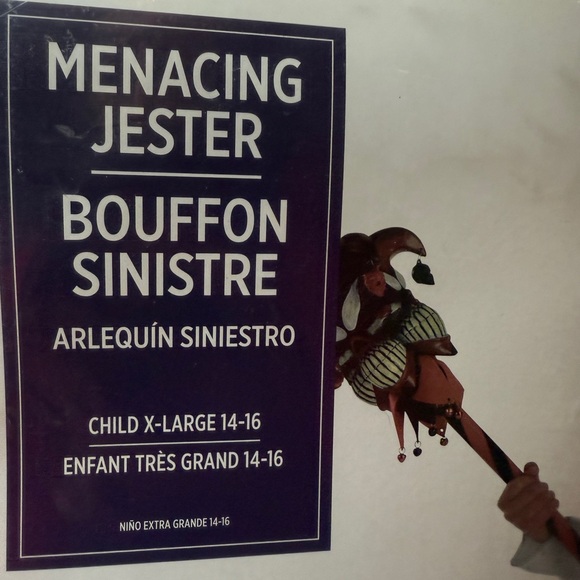 MENACING
JESTER
BOUFFON
SINISTRE
ARLEQUÍN SINIESTRO
CHILD X-LARGE 14-16
ENFANT TRÈS GRAND 14-16
NIÑO EXTRA GRANDE 14-16